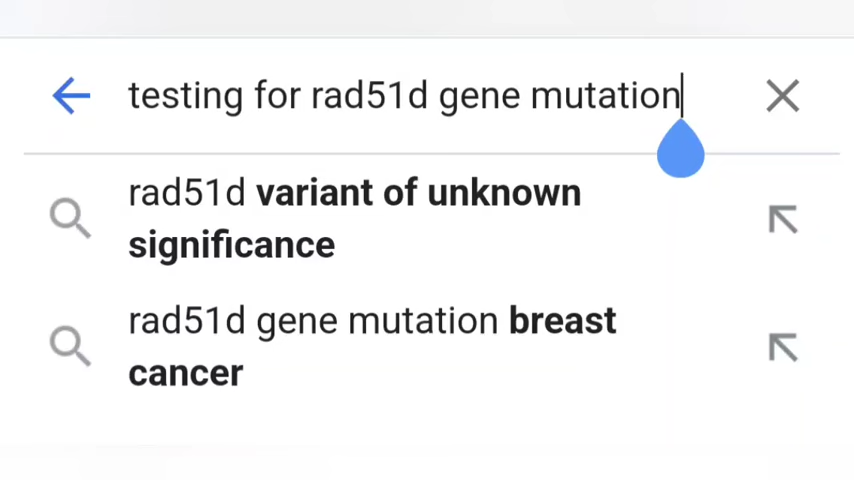 testing for rad51d gene mutation
rad51d variant of unknown
significance
rad51d gene mutation breast
cancer